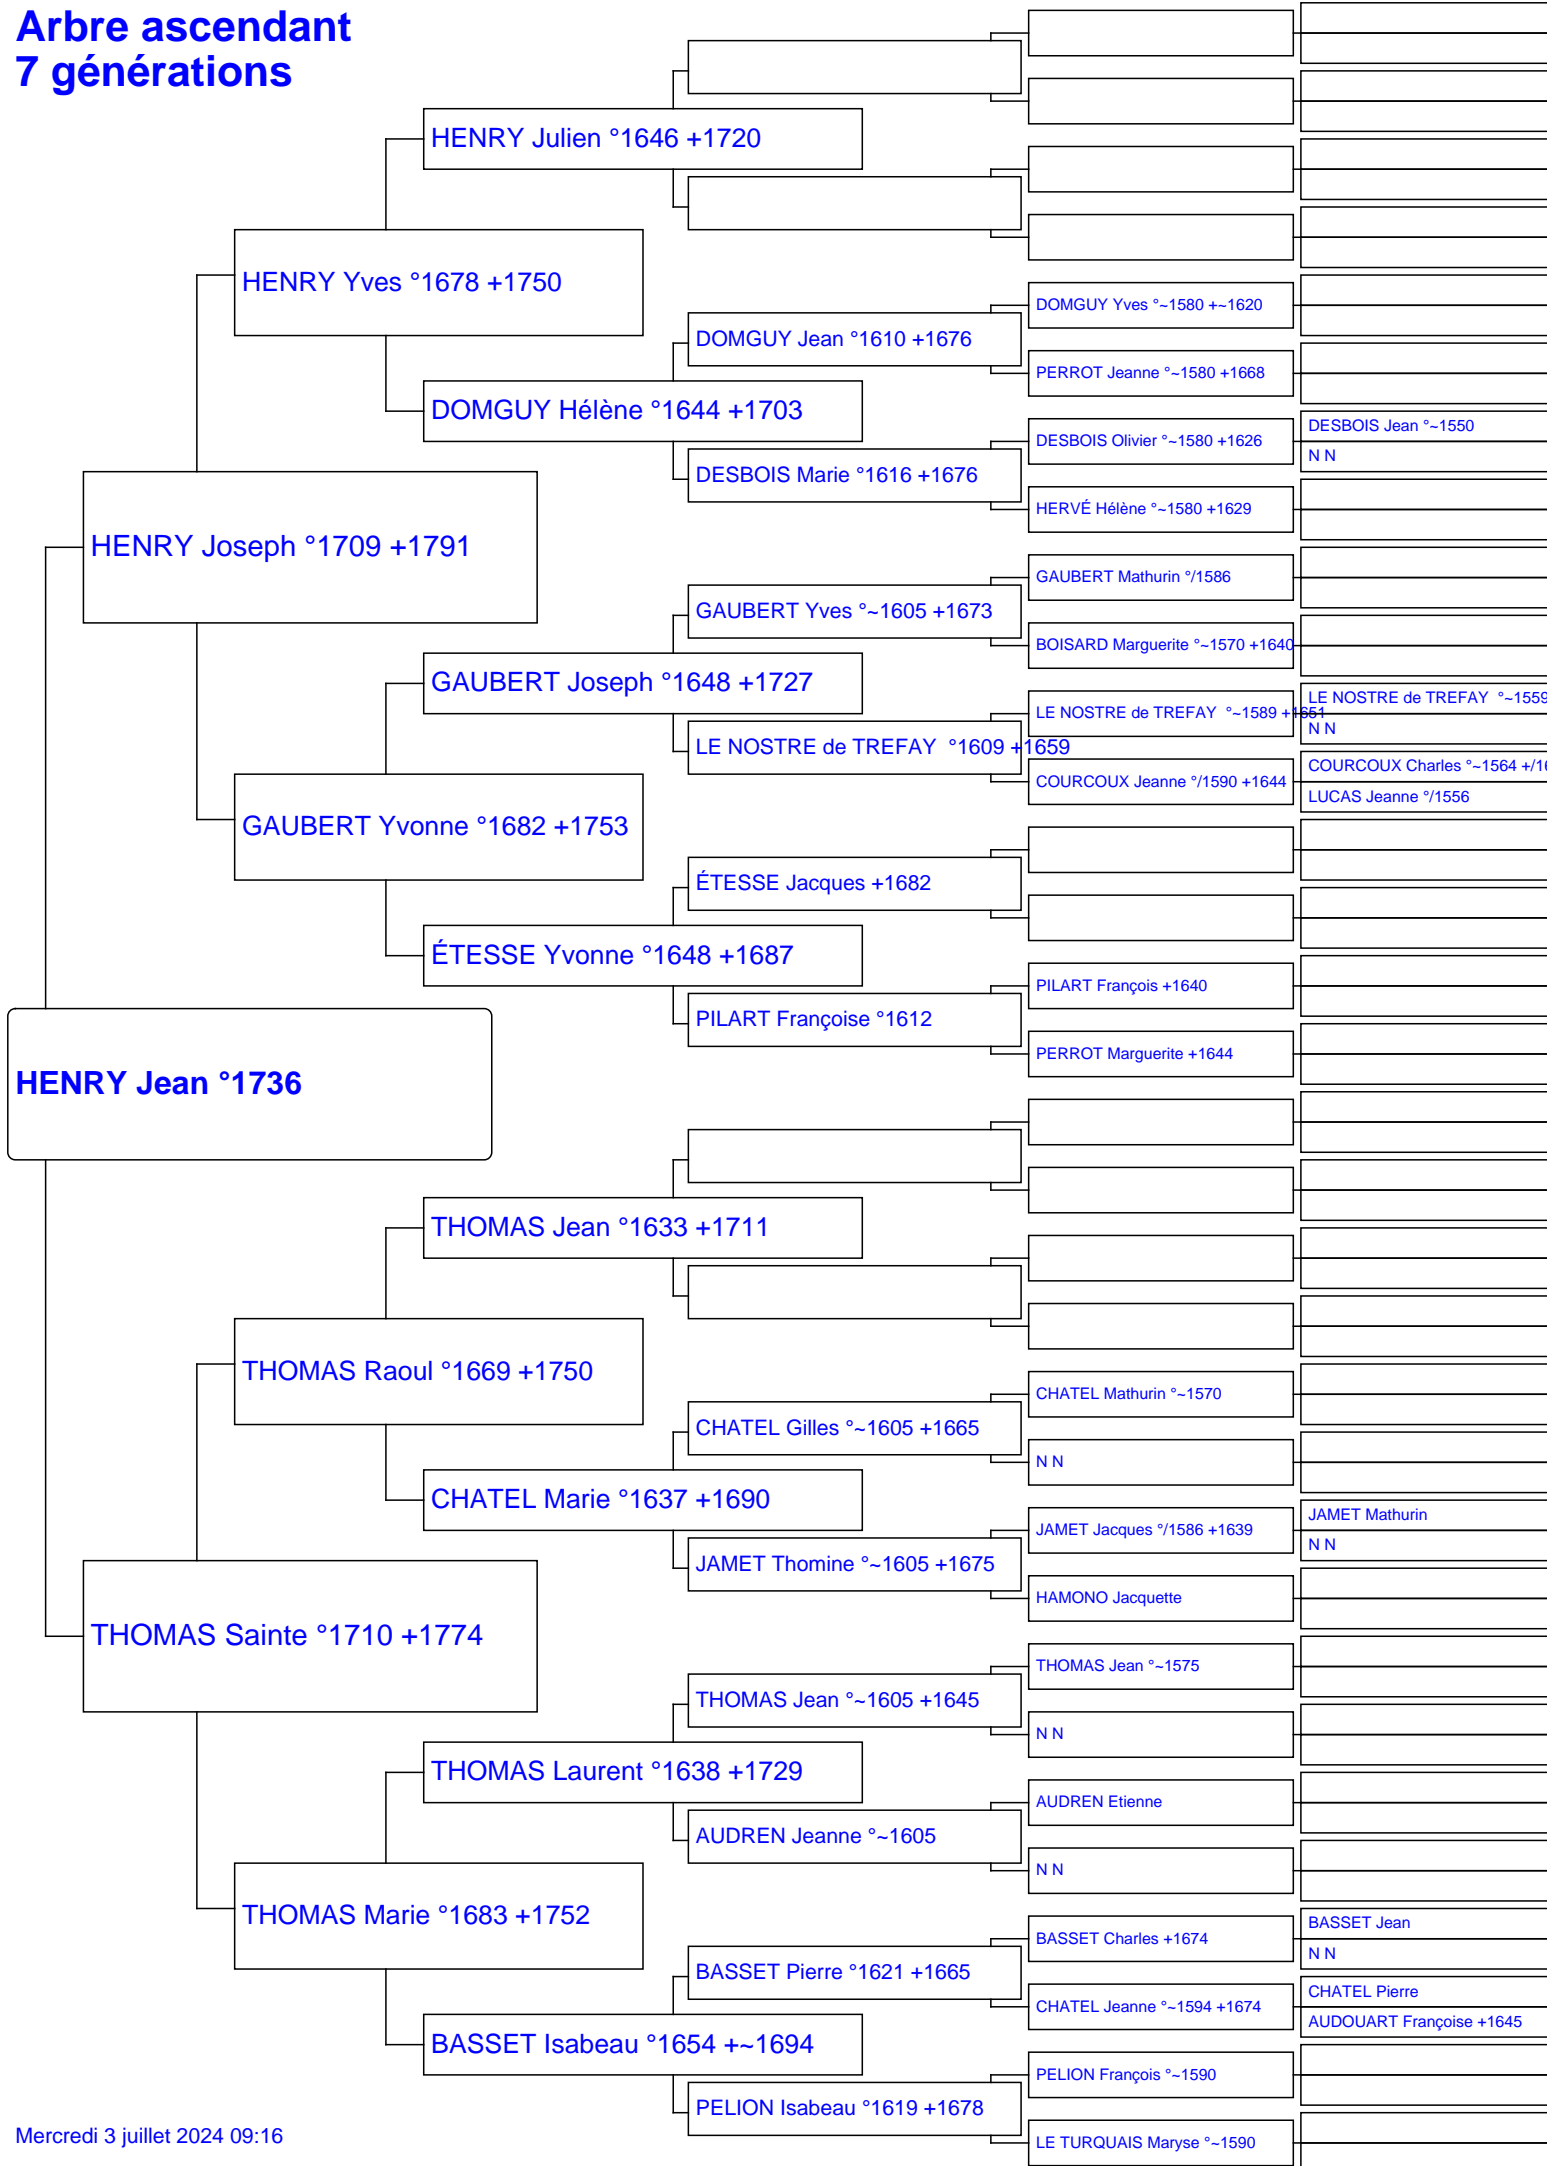 Arbre ascendant
7 générations
HENRY Julien °1646 +1720
HENRY Yves °1678 +1750
DOMGUY Yves °~1580 +~1620
DOMGUY Jean °1610 +1676
PERROT Jeanne °~1580 +1668
DOMGUY Hélène °1644 +1703
DESBOIS Jean °~1550
DESBOIS Olivier °~1580 +1626
N N
DESBOIS Marie °1616 +1676
HERVÉ Hélène °~1580 +1629
HENRY Joseph °1709 +1791
GAUBERT Mathurin °/1586
GAUBERT Yves °~1605 +1673
BOISARD Marguerite °~1570 +1640
GAUBERT Joseph °1648 +1727
LE NOSTRE de TREFAY °~1559
LE NOSTRE de TREFAY °~1589 +1651
N N
LE NOSTRE de TREFAY °1609 +1659
COURCOUX Charles °~1564 +/16
COURCOUX Jeanne °/1590 +1644
LUCAS Jeanne °/1556
GAUBERT Yvonne °1682 +1753
ÉTESSE Jacques +1682
ÉTESSE Yvonne °1648 +1687
PILART François +1640
PILART Françoise °1612
PERROT Marguerite +1644
HENRY Jean °1736
THOMAS Jean °1633 +1711
THOMAS Raoul °1669 +1750
CHATEL Mathurin °~1570
CHATEL Gilles °~1605 +1665
N N
CHATEL Marie °1637 +1690
JAMET Mathurin
JAMET Jacques °/1586 +1639
N N
JAMET Thomine °~1605 +1675
HAMONO Jacquette
THOMAS Sainte °1710 +1774
THOMAS Jean °~1575
THOMAS Jean °~1605 +1645
N N
THOMAS Laurent °1638 +1729
AUDREN Etienne
AUDREN Jeanne °~1605
N N
THOMAS Marie °1683 +1752
BASSET Jean
BASSET Charles +1674
N N
BASSET Pierre °1621 +1665
CHATEL Pierre
CHATEL Jeanne °~1594 +1674
AUDOUART Françoise +1645
BASSET Isabeau °1654 +~1694
PELION François °~1590
PELION Isabeau °1619 +1678
LE TURQUAIS Maryse °~1590
Mercredi 3 juillet 2024 09:16